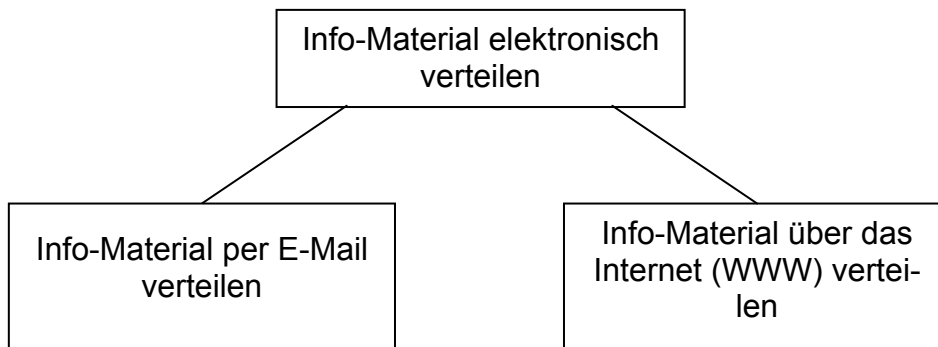 Info-Material elektronisch
verteilen
Info-Material per E-Mail
verteilen
Info-Material über das
Internet (WWW) vertei-
len